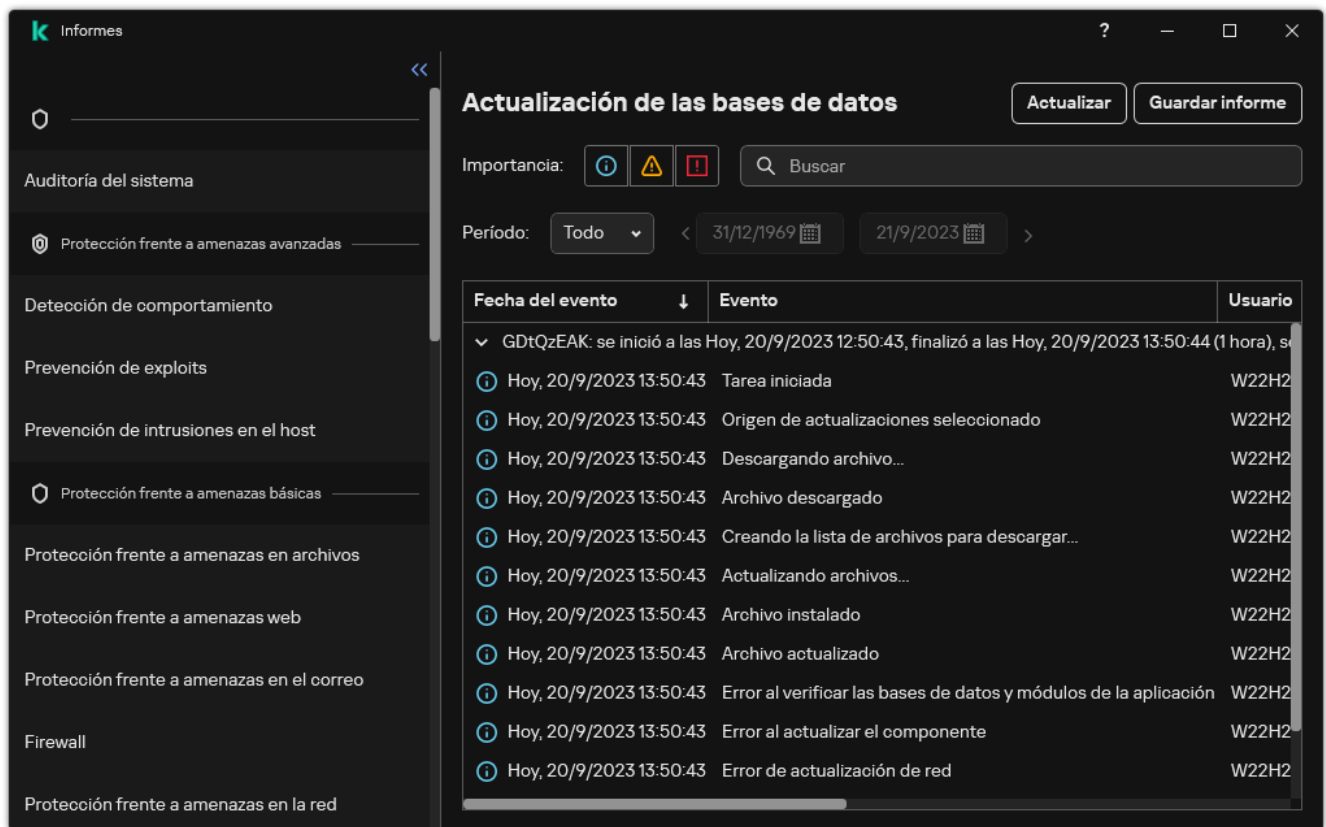 Informes
?
Auditoría del sistema
Protección frente a amenazas avanzadas
Detección de comportamiento
Prevención de exploits
Prevención de intrusiones en el host
Protección frente a amenazas básicas
Protección frente a amenazas en archivos
Protección frente a amenazas web
Protección frente a amenazas en el correo
Firewall
Protección frente a amenazas en la red
Actualización de las bases de datos
Actualizar
Guardar informe
Importancia:
Buscar
Período:
Todo
31/12/1969
21/9/2023
Fecha del evento ↓ Evento Usuario
GDtQzEAK: se inició a las Hoy, 20/9/2023 12:50:43, finalizó a las Hoy, 20/9/2023 13:50:44 (1 hora),
Hoy, 20/9/2023 13:50:43 Tarea iniciada W22H2
Hoy, 20/9/2023 13:50:43 Origen de actualizaciones seleccionado W22H2
Hoy, 20/9/2023 13:50:43 Descargando archivo... W22H2
Hoy, 20/9/2023 13:50:43 Archivo descargado W22H2
Hoy, 20/9/2023 13:50:43 Creando la lista de archivos para descargar... W22H2
Hoy, 20/9/2023 13:50:43 Actualizando archivos... W22H2
Hoy, 20/9/2023 13:50:43 Archivo instalado W22H2
Hoy, 20/9/2023 13:50:43 Archivo actualizado W22H2
Hoy, 20/9/2023 13:50:43 Error al verificar las bases de datos y módulos de la aplicación W22H2
Hoy, 20/9/2023 13:50:43 Error al actualizar el componente W22H2
Hoy, 20/9/2023 13:50:43 Error de actualización de red W22H2